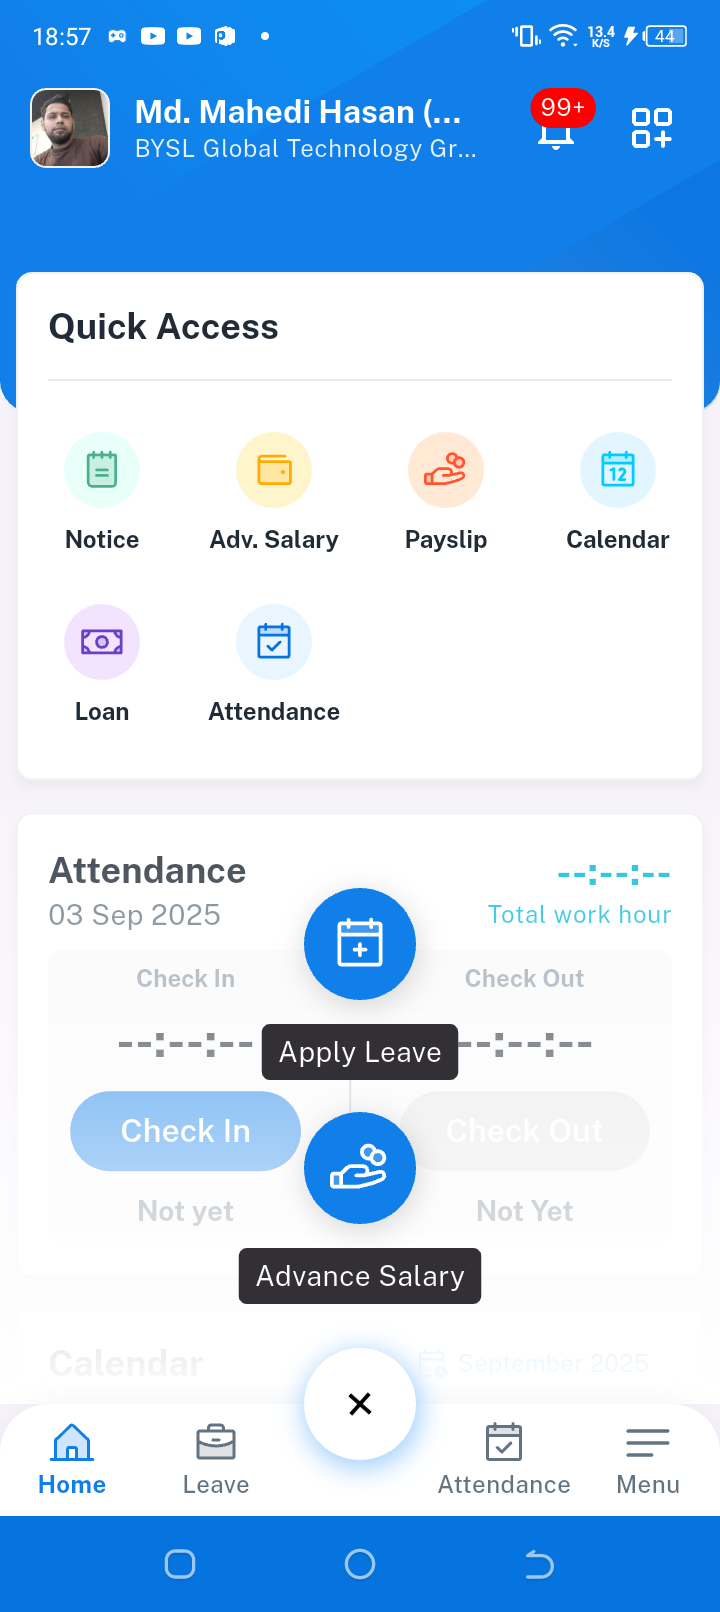 18:57
13.4
K/S
44
Md. Mahedi Hasan (...
BYSL Global Technology Gr...
99+
Quick Access
Notice
Adv. Salary
Payslip
12
Calendar
Loan
Attendance
Attendance
--:--:--
03 Sep 2025
Total work hour
Check In
Check Out
--:--:--
--:--:--
Apply Leave
Check In
Check Out
Not yet
Not Yet
Advance Salary
Calendar
September 2025
Home
Leave
Attendance
Menu